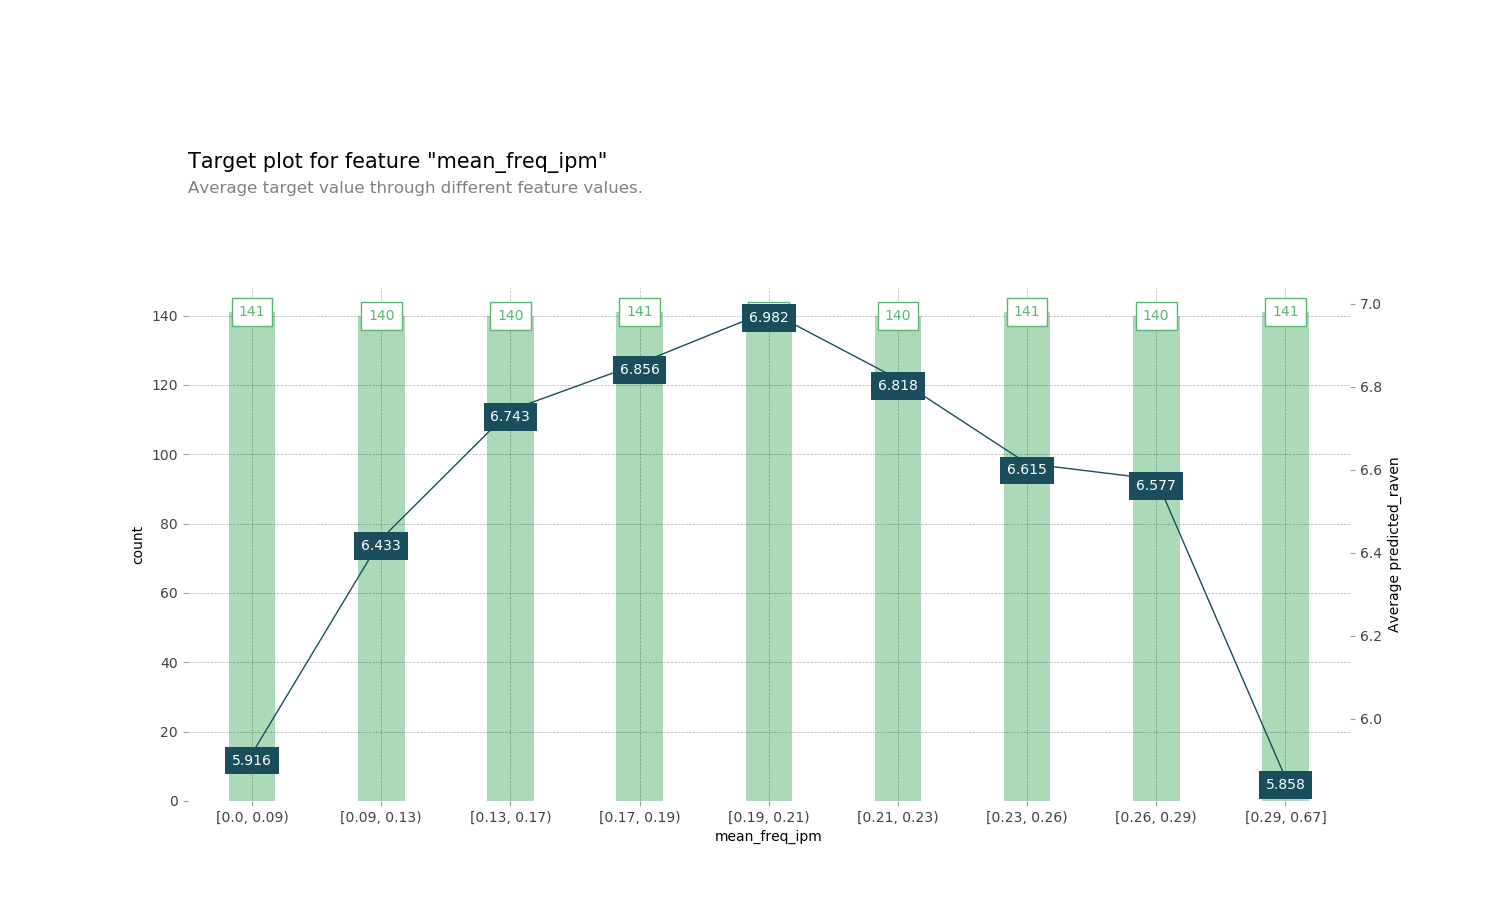 Target plot for feature "mean_freq_ipm"
Average target value through different feature values.
141 140 140 141 140 141 140 141
140 120 100 80 60 40 20 0
count
5.916 6.433 6.743 6.856 6.982 6.818 6.615 6.577 5.858
7.0 6.8 6.6 6.4 6.2 6.0
Average predicted_raven
[0.0, 0.09) [0.09, 0.13) [0.13, 0.17) [0.17, 0.19) [0.19, 0.21) [0.21, 0.23) [0.23, 0.26) [0.26, 0.29) [0.29, 0.67]
mean_freq_ipm